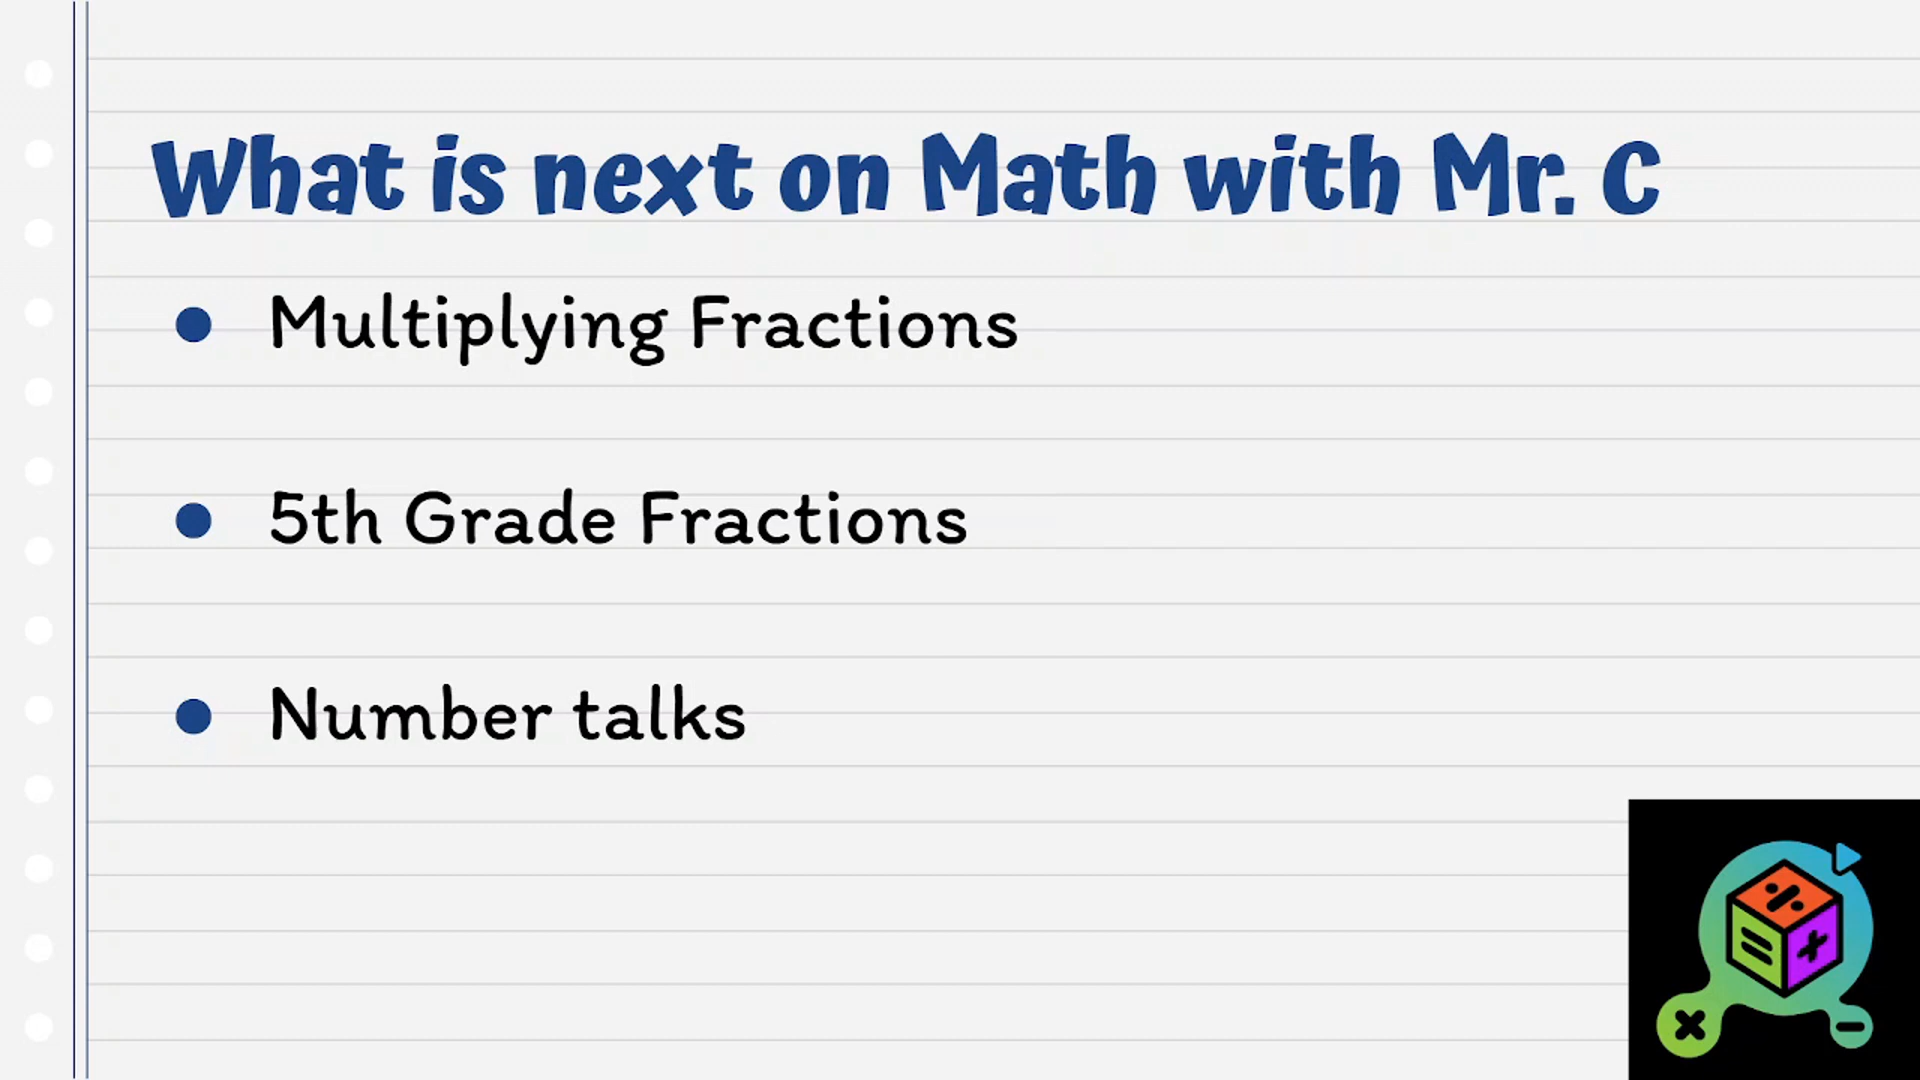 What is next on Math with Mr. C
Multiplying Fractions
5th Grade Fractions
Number talks